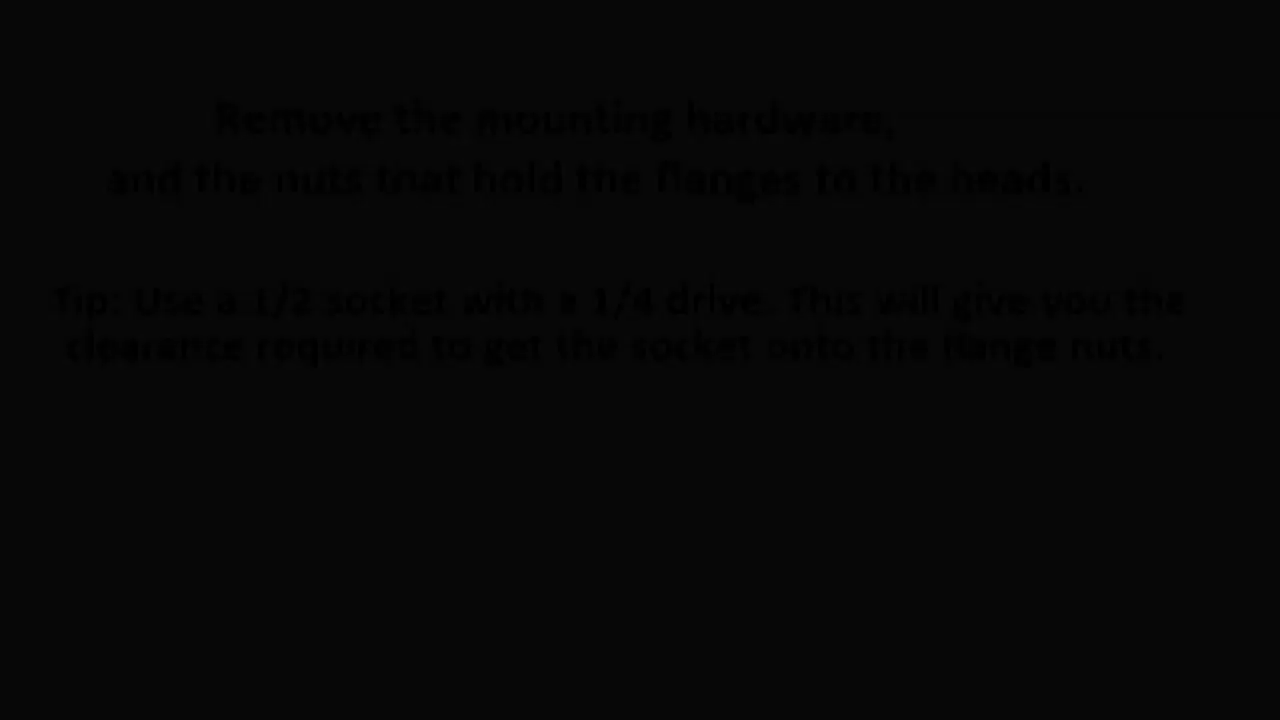 Remove the mounting hardware,
and the nuts that hold the flanges to the heads.
Tip: Use a 1/2 socket with a 1/4 drive. This will give you the
clearance required to get the socket onto the flange nuts.